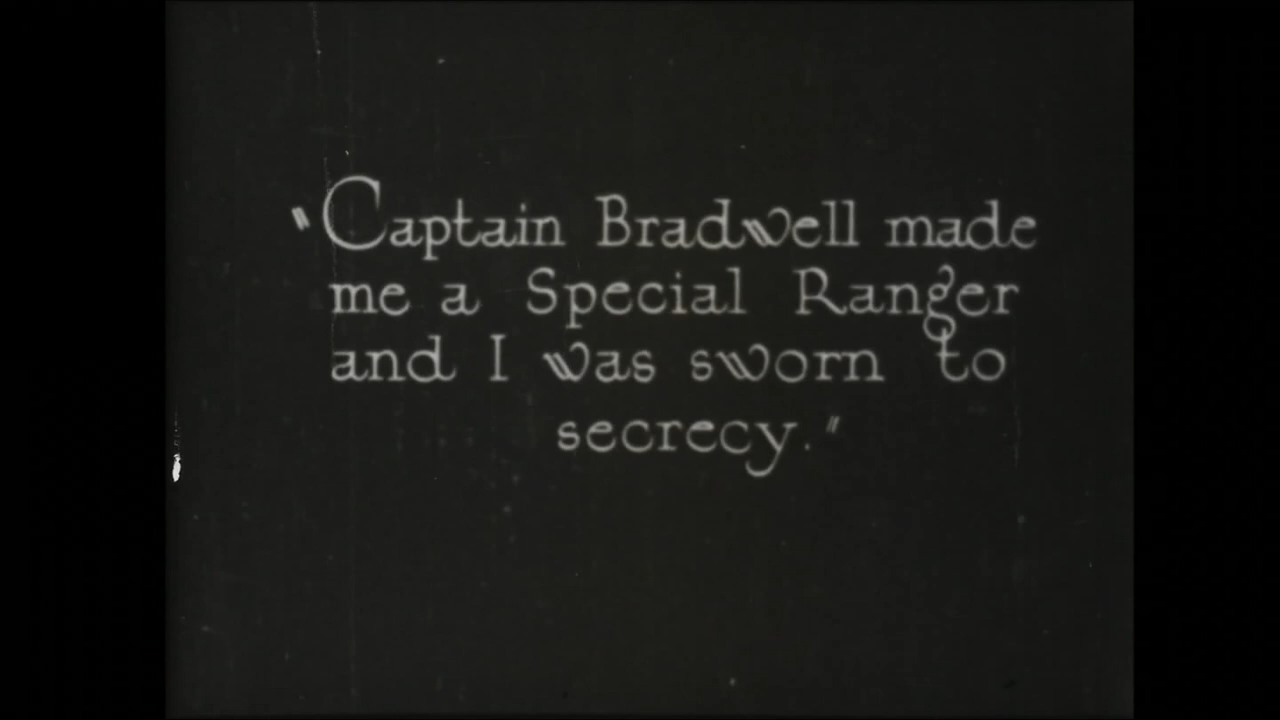 "Captain Bradwell made
me a Special Ranger
and I was sworn to
secrecy."